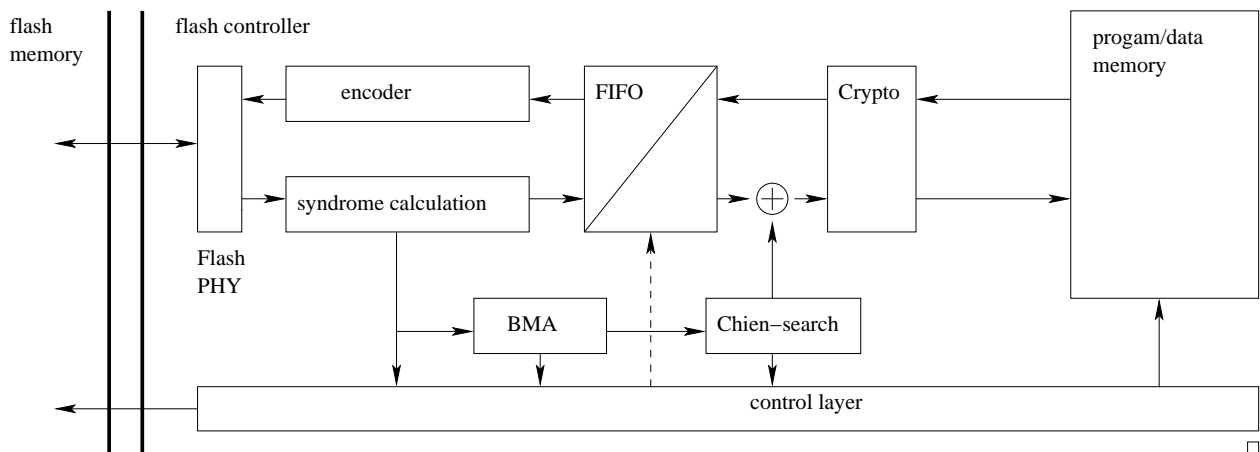 flash
memory
flash controller
progam/data
memory
encoder
FIFO
Crypto
syndrome calculation
Flash
PHY
BMA
Chien−search
control layer